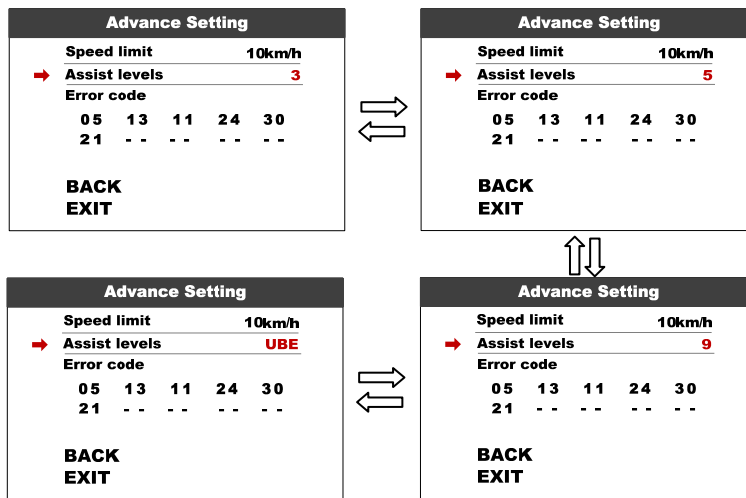 Advance Setting
Speed limit 10km/h
Assist levels 3
Error code
05 13 11 24 30
21 -- -- -- --
BACK
EXIT
Advance Setting
Speed limit 10km/h
Assist levels 5
Error code
05 13 11 24 30
21 -- -- -- --
BACK
EXIT
Advance Setting
Speed limit 10km/h
Assist levels UBE
Error code
05 13 11 24 30
21 -- -- -- --
BACK
EXIT
Advance Setting
Speed limit 10km/h
Assist levels 9
Error code
05 13 11 24 30
21 -- -- -- --
BACK
EXIT